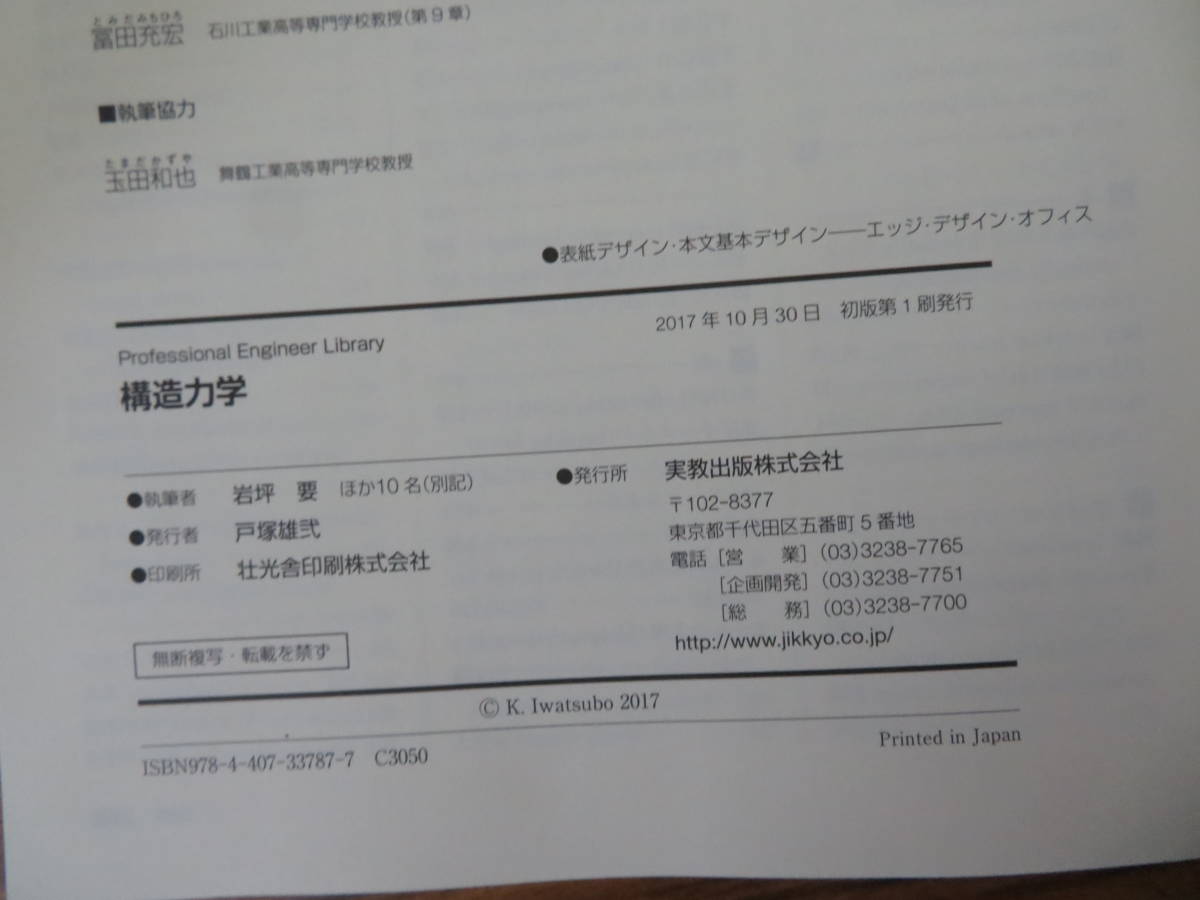 とみだみちひろ
富田充宏 石川工業高等専門学校教授(第9章)
■執筆協力
たまだかずや
玉田和也 舞鶴工業高等専門学校教授
●表紙デザイン・本文基本デザイン――エッジ・デザイン・オフィス
2017年10月30日 初版第1刷発行
Professional Engineer Library
構造力学
●執筆者 岩坪 要 ほか10名(別記)
●発行者 戸塚雄弐
●印刷所 壮光舎印刷株式会社
●発行所 実教出版株式会社
〒102-8377
東京都千代田区五番町5番地
電話[営 業](03)3238-7765
[企画開発](03)3238-7751
[総 務](03)3238-7700
http://www.jikkyo.co.jp/
無断複写・転載を禁ず
© K. Iwatsubo 2017
ISBN978-4-407-33787-7 C3050
Printed in Japan